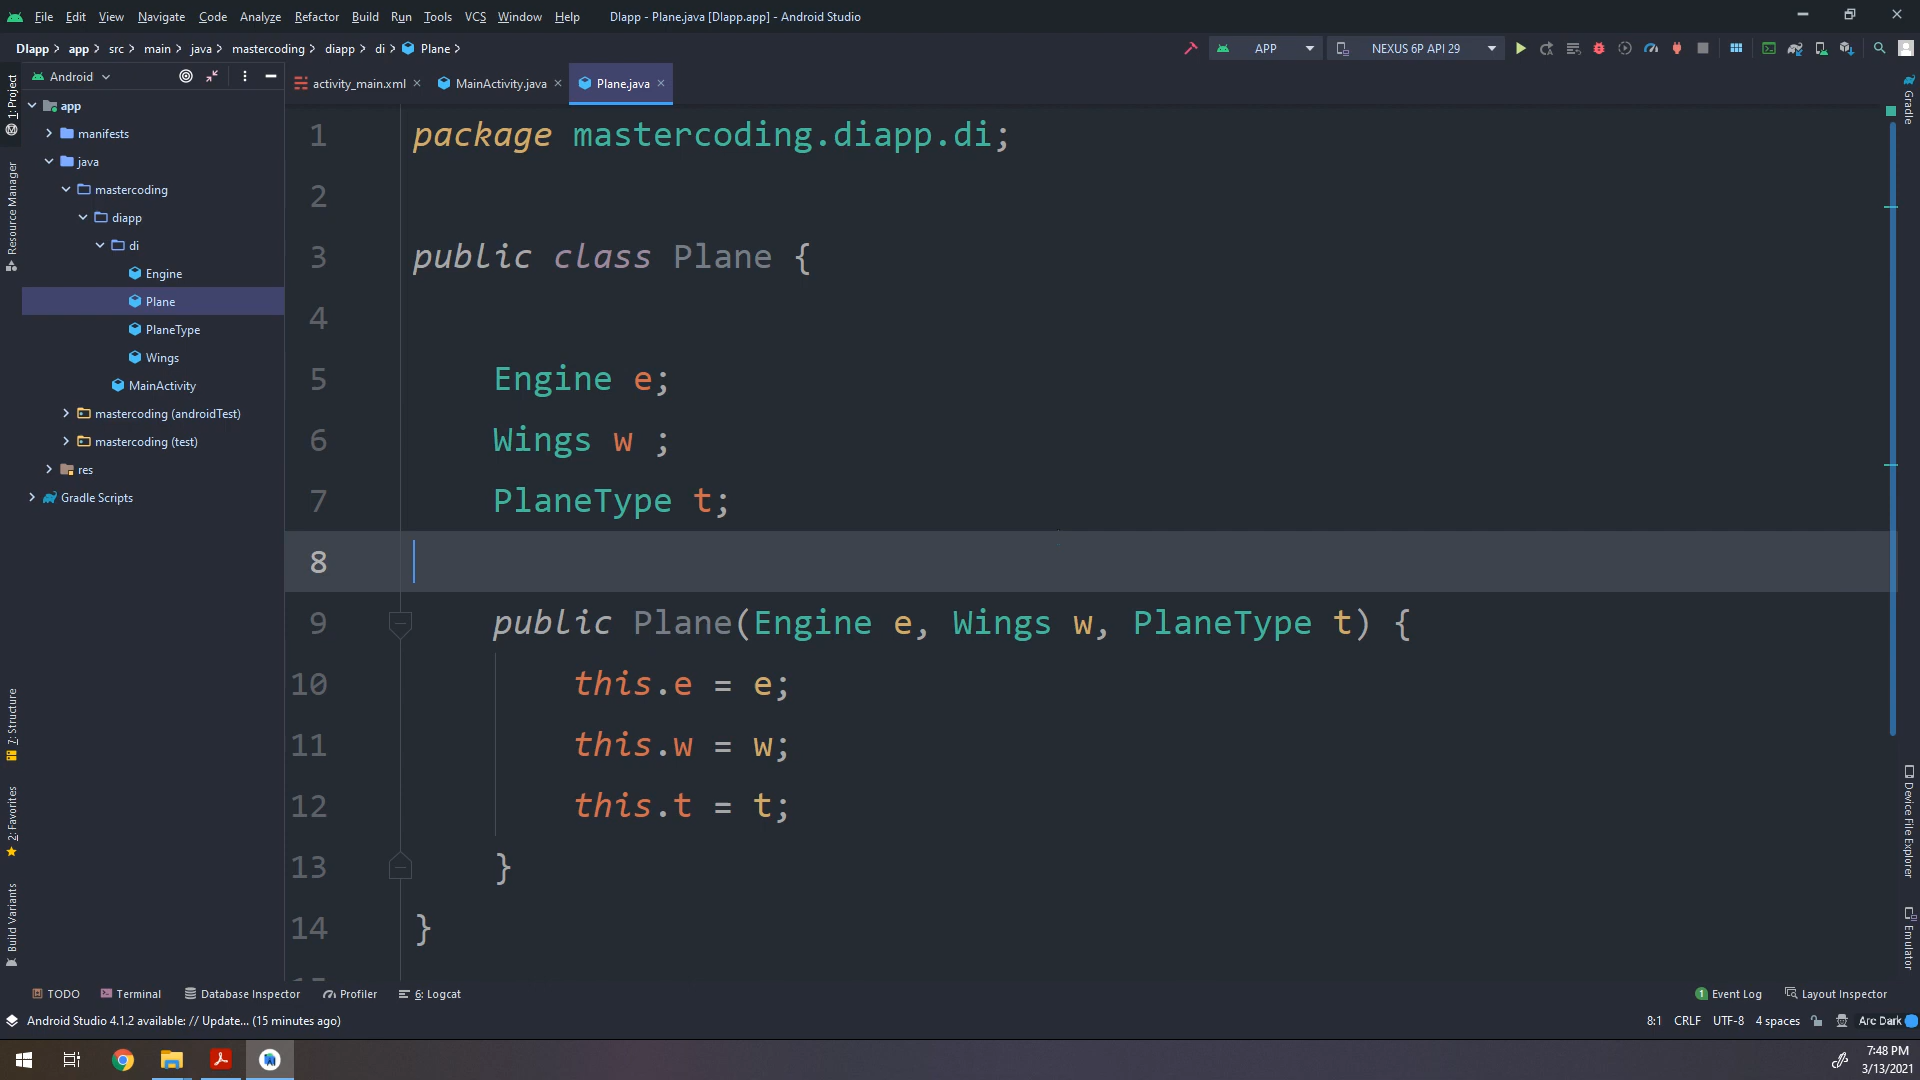 File Edit View Navigate Code Analyze Refactor Build Run Tools VCS Window Help DIapp - Plane.java [DIapp.app] - Android Studio
DIapp app src main java mastercoding diapp di Plane APP NEXUS 6P API 29
Android activity_main.xml MainActivity.java Plane.java
app
manifests
java
mastercoding
diapp
di
Engine
Plane
PlaneType
Wings
MainActivity
mastercoding (androidTest)
mastercoding (test)
res
Gradle Scripts
1: Project
Resource Manager
7: Structure
2: Favorites
Build Variants
1 package mastercoding.diapp.di;
2
3 public class Plane {
4
5 Engine e;
6 Wings w ;
7 PlaneType t;
8
9 public Plane(Engine e, Wings w, PlaneType t) {
10 this.e = e;
11 this.w = w;
12 this.t = t;
13 }
14 }
Gradle
Device File Explorer
Emulator
TODO Terminal Database Inspector Profiler 6: Logcat 1 Event Log Layout Inspector
Android Studio 4.1.2 available: // Update... (15 minutes ago) 8:1 CRLF UTF-8 4 spaces Arc Dark
7:48 PM
3/13/2021